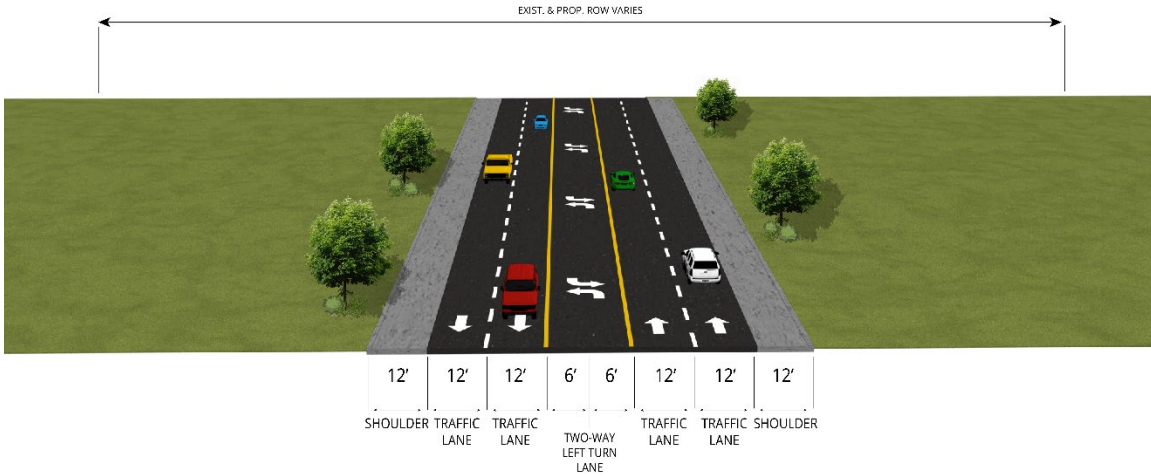 EXIST. & PROP. ROW VARIES
12’ 12’ 12’ 6’ 6’ 12’ 12’ 12’
SHOULDER TRAFFIC TRAFFIC TRAFFIC TRAFFIC SHOULDER
LANE LANE LANE LANE
TWO-WAY
LEFT TURN
LANE